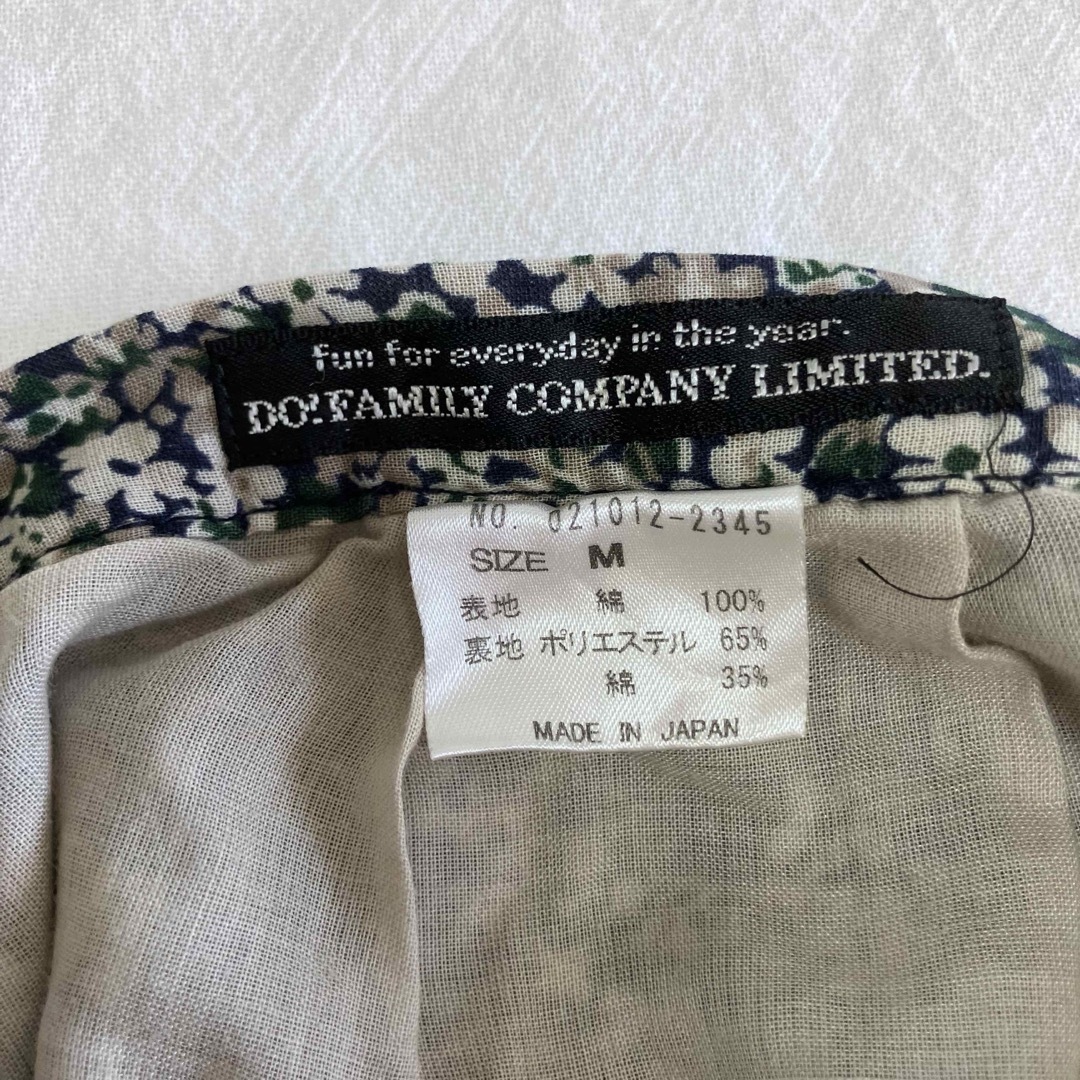 fun for everyday in the year.
DO!FAMILY COMPANY LIMITED.
NO. 021012-2345
SIZE M
表地 綿 100%
裏地 ポリエステル 65%
綿 35%
MADE IN JAPAN